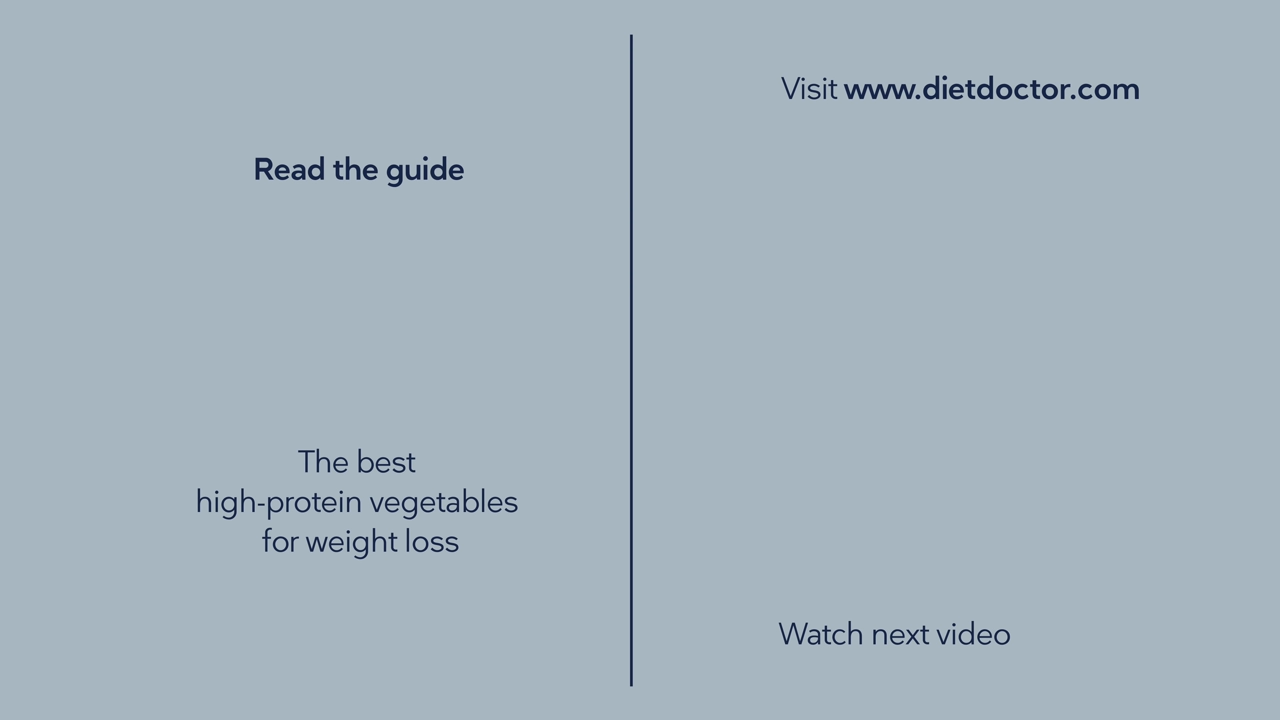 Read the guide
The best
high-protein vegetables
for weight loss
Visit www.dietdoctor.com
Watch next video